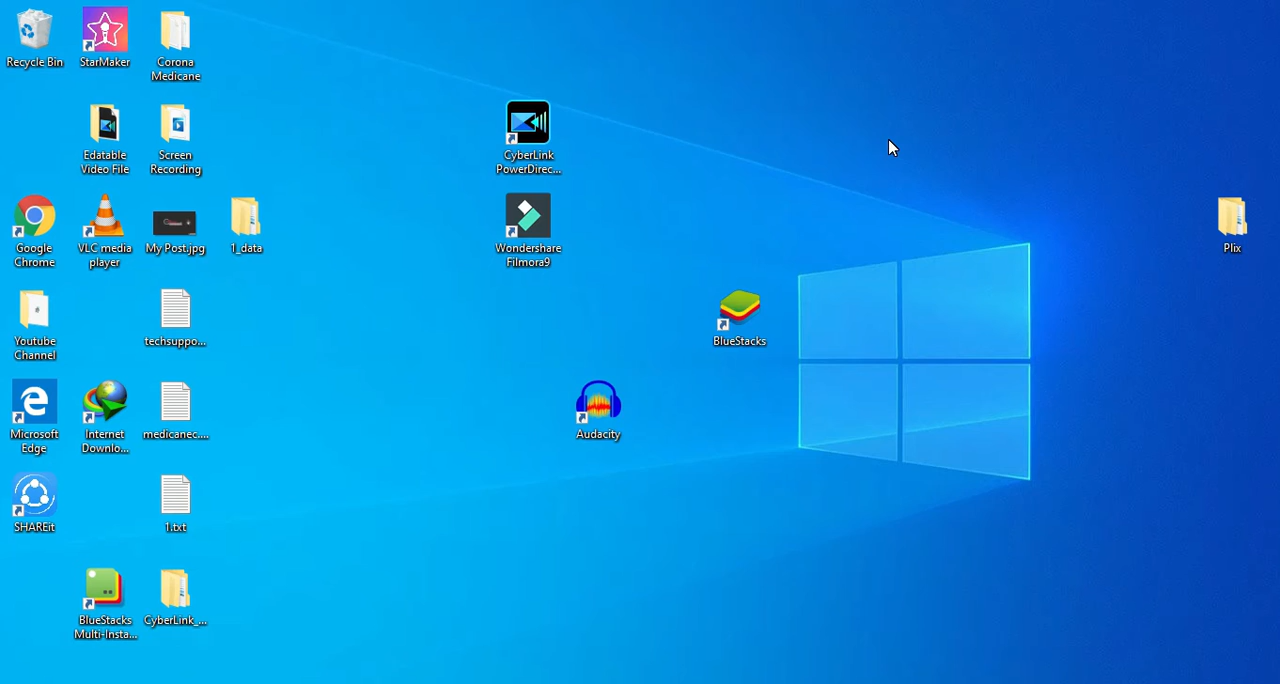 Recycle Bin
StarMaker
Corona
Medicane
Edatable
Video File
Screen
Recording
CyberLink
PowerDirec...
Google
Chrome
VLC media
player
My Post.jpg
1_data
Wondershare
Filmora9
Plix
Youtube
Channel
techsuppo...
BlueStacks
Microsoft
Edge
Internet
Downlo...
medicanec....
Audacity
SHAREit
1.txt
BlueStacks
Multi-Insta...
CyberLink_...